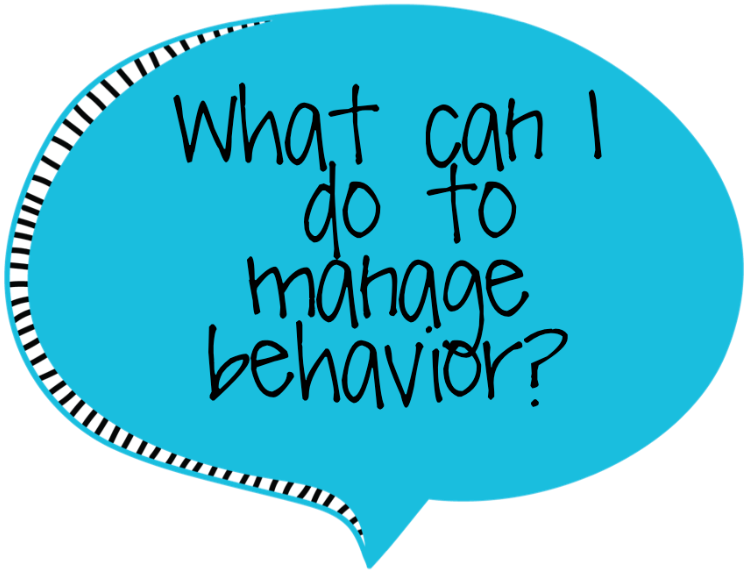 What can I
do to
manage
behavior?